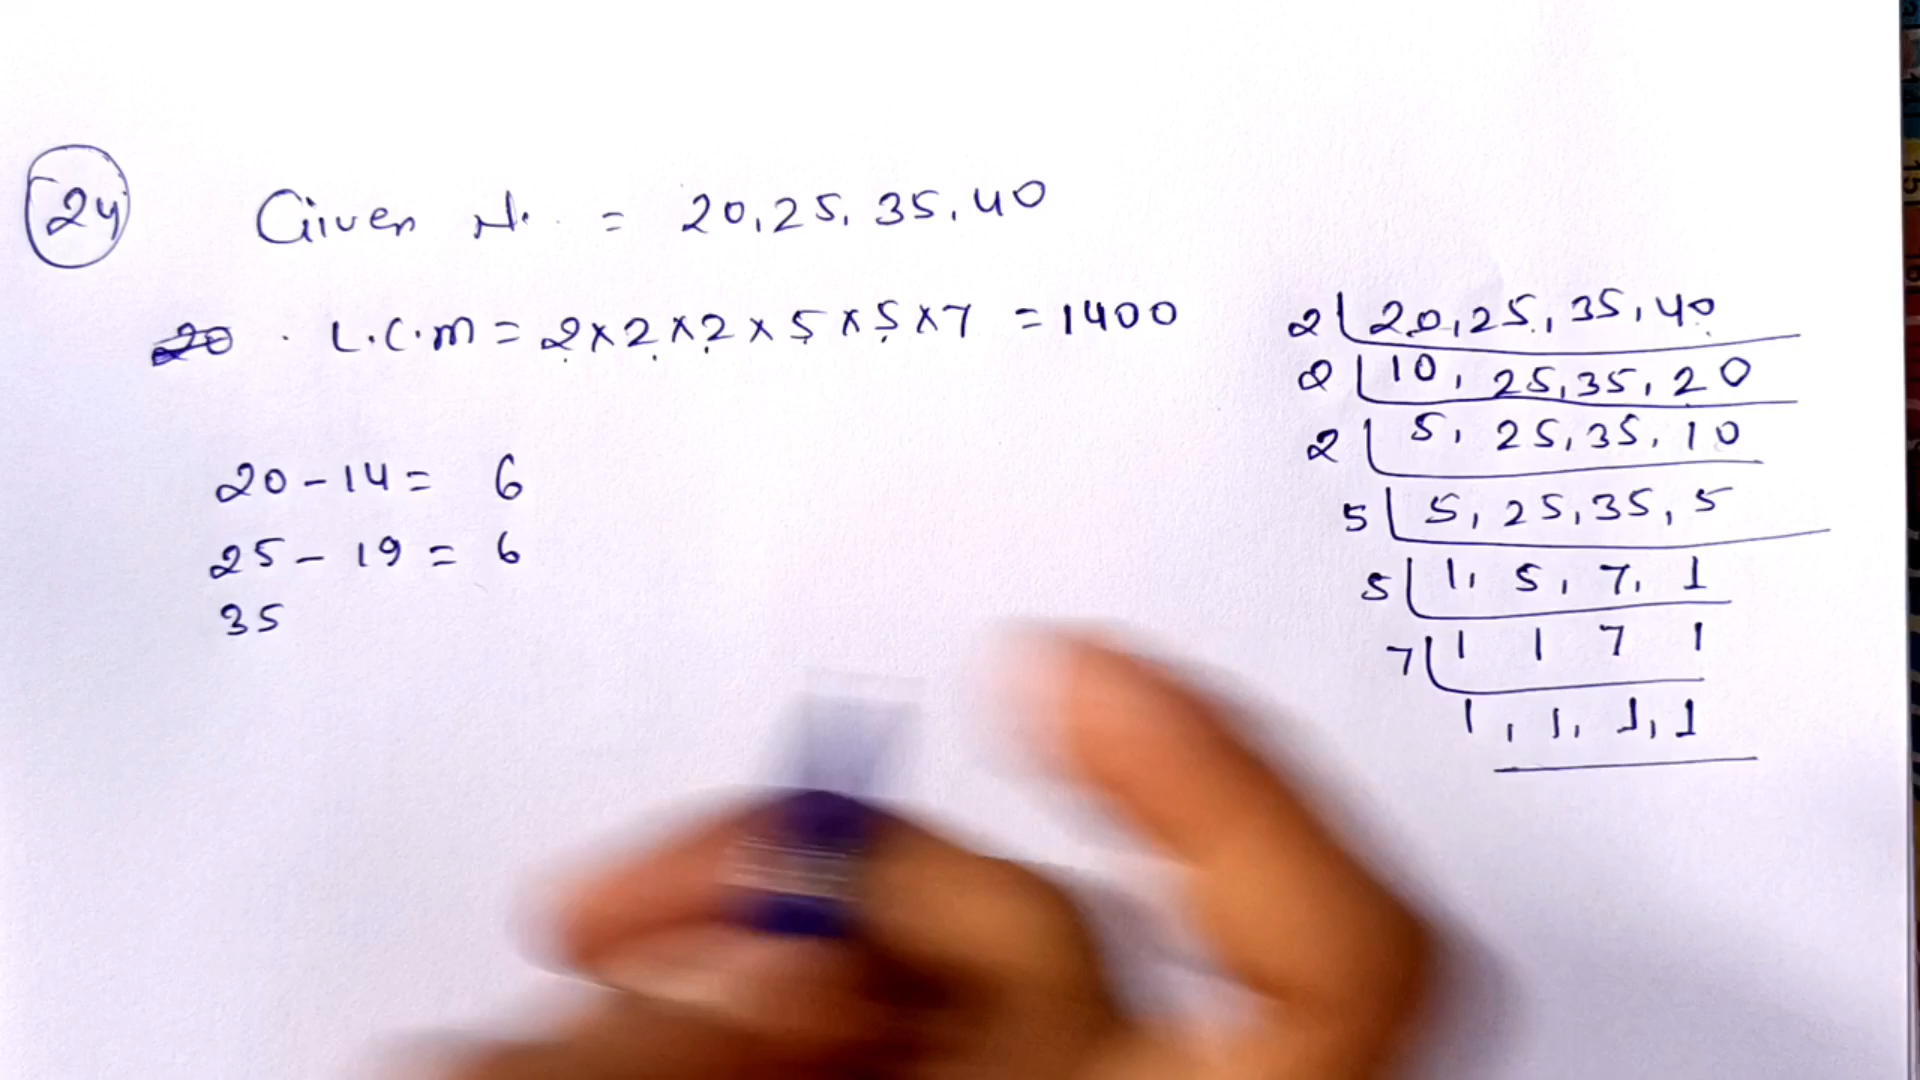 24 Given N. = 20, 25, 35, 40
20 . L.C.M = 2×2×2×5×5×7 = 1400
20 - 14 = 6
25 - 19 = 6
35
2 | 20, 25, 35, 40
2 | 10, 25, 35, 20
2 | 5, 25, 35, 10
5 | 5, 25, 35, 5
5 | 1, 5, 7, 1
7 | 1 1 7 1
1, 1, 1, 1